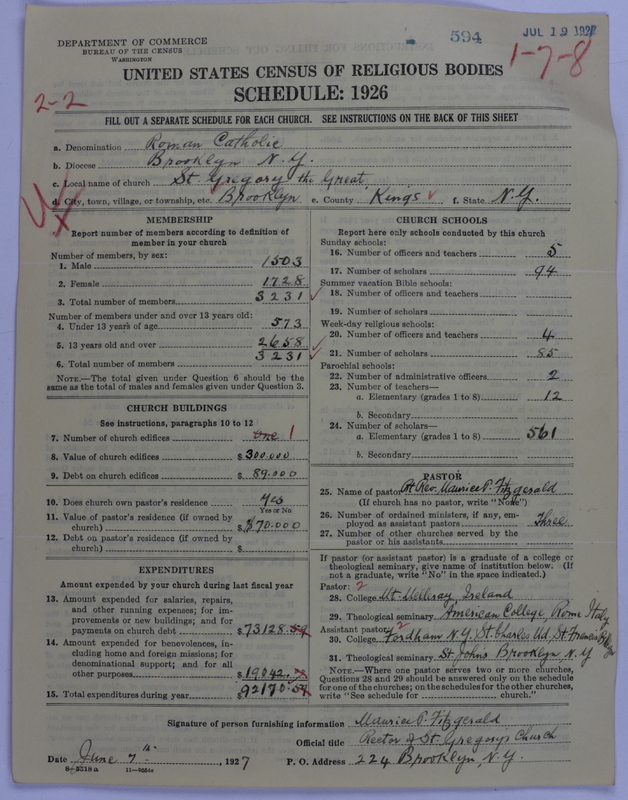 594
JUL 19 1927
DEPARTMENT OF COMMERCE
BUREAU OF THE CENSUS
WASHINGTON
1-7-8
UNITED STATES CENSUS OF RELIGIOUS BODIES
2-2
SCHEDULE: 1926
FILL OUT A SEPARATE SCHEDULE FOR EACH CHURCH. SEE INSTRUCTIONS ON THE BACK OF THIS SHEET
a. Denomination Roman Catholic
b. Diocese Brooklyn N.Y.
c. Local name of church St. Gregory the Great
d. City, town, village, or township, etc. Brooklyn e. County Kings f. State N.Y.
MEMBERSHIP
Report number of members according to definition of
member in your church
Number of members, by sex:
1. Male 1503
2. Female 1728
3. Total number of members 3231
Number of members under and over 13 years old:
4. Under 13 years of age 573
5. 13 years old and over 2658
6. Total number of members 3231
NOTE.—The total given under Question 6 should be the
same as the total of males and females given under Question 3.
CHURCH BUILDINGS
See instructions, paragraphs 10 to 12
7. Number of church edifices one 1
8. Value of church edifices $300.000
9. Debt on church edifices $ 89.000
10. Does church own pastor's residence yes
Yes or No
11. Value of pastor's residence (if owned by
church) $ $70.000
12. Debt on pastor's residence (if owned by
church) $
EXPENDITURES
Amount expended by church during last fiscal year
13. Amount expended for salaries, repairs,
and other running expenses; for im-
provements or new buildings; and for
payments on church debt $73128.54
14. Amount expended for benevolences, in-
cluding home and foreign missions; for
denominational support; and for all
other purposes $19042.
15. Total expenditures during year $92170.54
CHURCH SCHOOLS
Report here only schools conducted by this church
Sunday schools:
16. Number of officers and teachers 5
17. Number of scholars 94
Summer vacation Bible schools:
18. Number of officers and teachers
19. Number of scholars
Week-day religious schools:
20. Number of officers and teachers 4
21. Number of scholars 85
Parochial schools:
22. Number of administrative officers 2
23. Number of teachers—
a. Elementary (grades 1 to 8) 12
b. Secondary
24. Number of scholars—
a. Elementary (grades 1 to 8) 561
b. Secondary
PASTOR
25. Name of pastor Rt. Rev. Maurice P. Fitzgerald
(If church has no pastor, write "None")
26. Number of ordained ministers, if any, em-
ployed as assistant pastors Three
27. Number of other churches served by the
pastor or his assistants
If pastor (or assistant pastor) is a graduate of a college or
theological seminary, give name of institution below. (If
not a graduate, write "No" in the space indicated.)
Pastor: 2
28. College Mt. Melleray Ireland
29. Theological seminary American College Rome Italy
Assistant pastor: 2
30. College Fordham N.Y. St. Charles Md. St. Francis Bklyn
31. Theological seminary St Johns Brooklyn N.Y
NOTE.—Where one pastor serves two or more churches,
Questions 28 and 29 should be answered only on the schedule
for one of the churches; on the schedules for the other churches,
write "See schedule for church."
Signature of person furnishing information Maurice P. Fitzgerald
Official title Rector of St. Gregorys Church
Date June 7th, 1927 P. O. Address 224 Brooklyn, N.Y.
8-5218a 11-9666